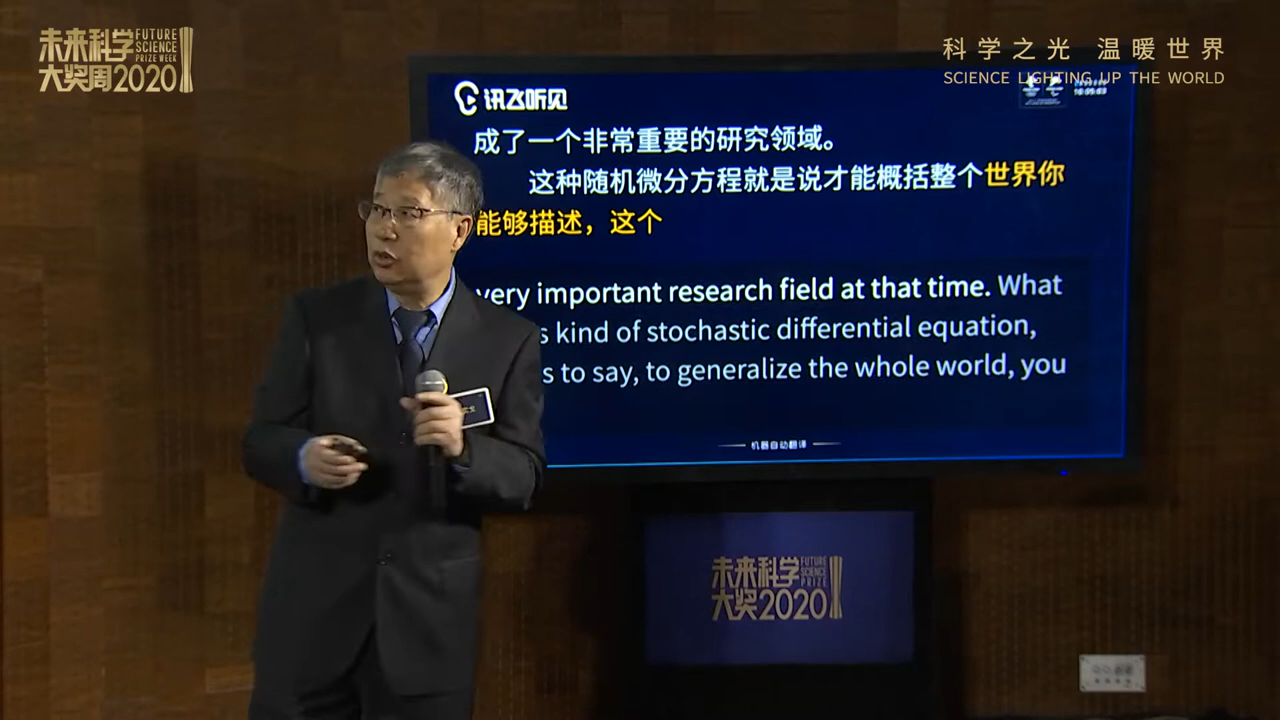 未来科学
大奖周2020
FUTURE
SCIENCE
PRIZE WEEK
科学之光 温暖世界
SCIENCE LIGHTING UP THE WORLD
讯飞听见
成了一个非常重要的研究领域。
这种随机微分方程就是说才能概括整个世界你
能够描述，这个
very important research field at that time. What
s kind of stochastic differential equation,
s to say, to generalize the whole world, you
机器自动翻译
未来科学
大奖2020
FUTURE
SCIENCE
PRIZE